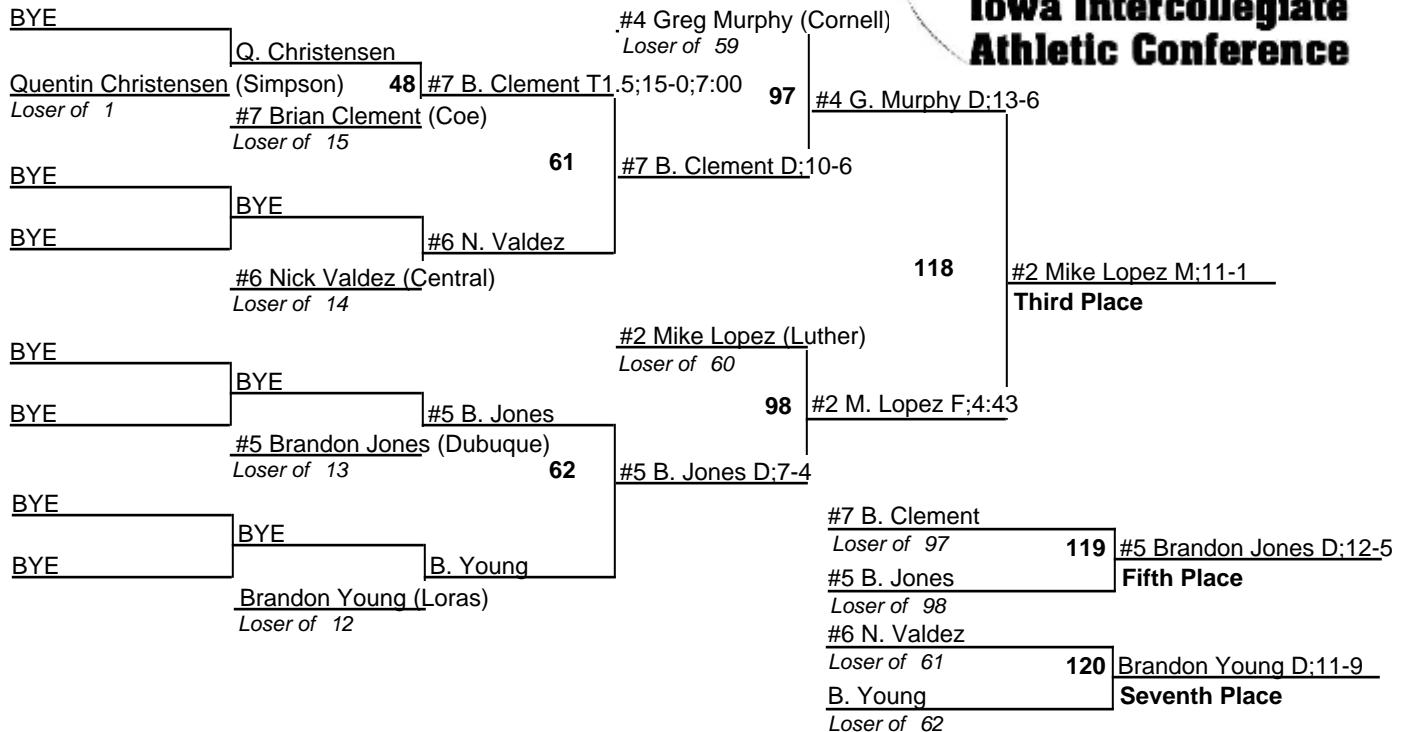 Iowa Intercollegiate
Athletic Conference
BYE
Q. Christensen
Quentin Christensen (Simpson)
Loser of 1
48
#7 B. Clement T1.5;15-0;7:00
#7 Brian Clement (Coe)
Loser of 15
61
BYE
BYE
BYE
#6 N. Valdez
#6 Nick Valdez (Central)
Loser of 14
#4 Greg Murphy (Cornell)
Loser of 59
97
#4 G. Murphy D;13-6
#7 B. Clement D;10-6
118
#2 Mike Lopez M;11-1
Third Place
BYE
BYE
BYE
#5 B. Jones
#5 Brandon Jones (Dubuque)
Loser of 13
62
BYE
BYE
BYE
B. Young
Brandon Young (Loras)
Loser of 12
#2 Mike Lopez (Luther)
Loser of 60
98
#2 M. Lopez F;4:43
#5 B. Jones D;7-4
#7 B. Clement
Loser of 97
119
#5 Brandon Jones D;12-5
#5 B. Jones
Fifth Place
Loser of 98
#6 N. Valdez
Loser of 61
120
Brandon Young D;11-9
B. Young
Seventh Place
Loser of 62